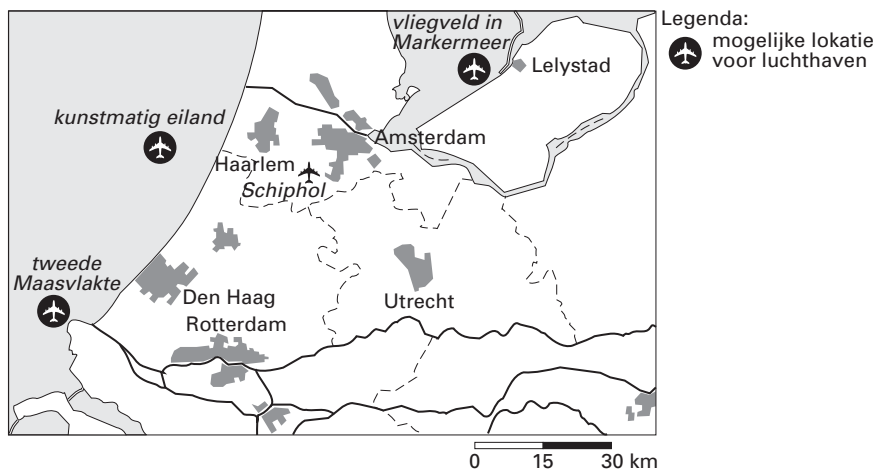 vliegveld in
Markermeer
Lelystad
kunstmatig eiland
Amsterdam
Haarlem
Schiphol
tweede
Maasvlakte
Den Haag
Utrecht
Rotterdam
Legenda:
mogelijke lokatie
voor luchthaven
0 15 30 km